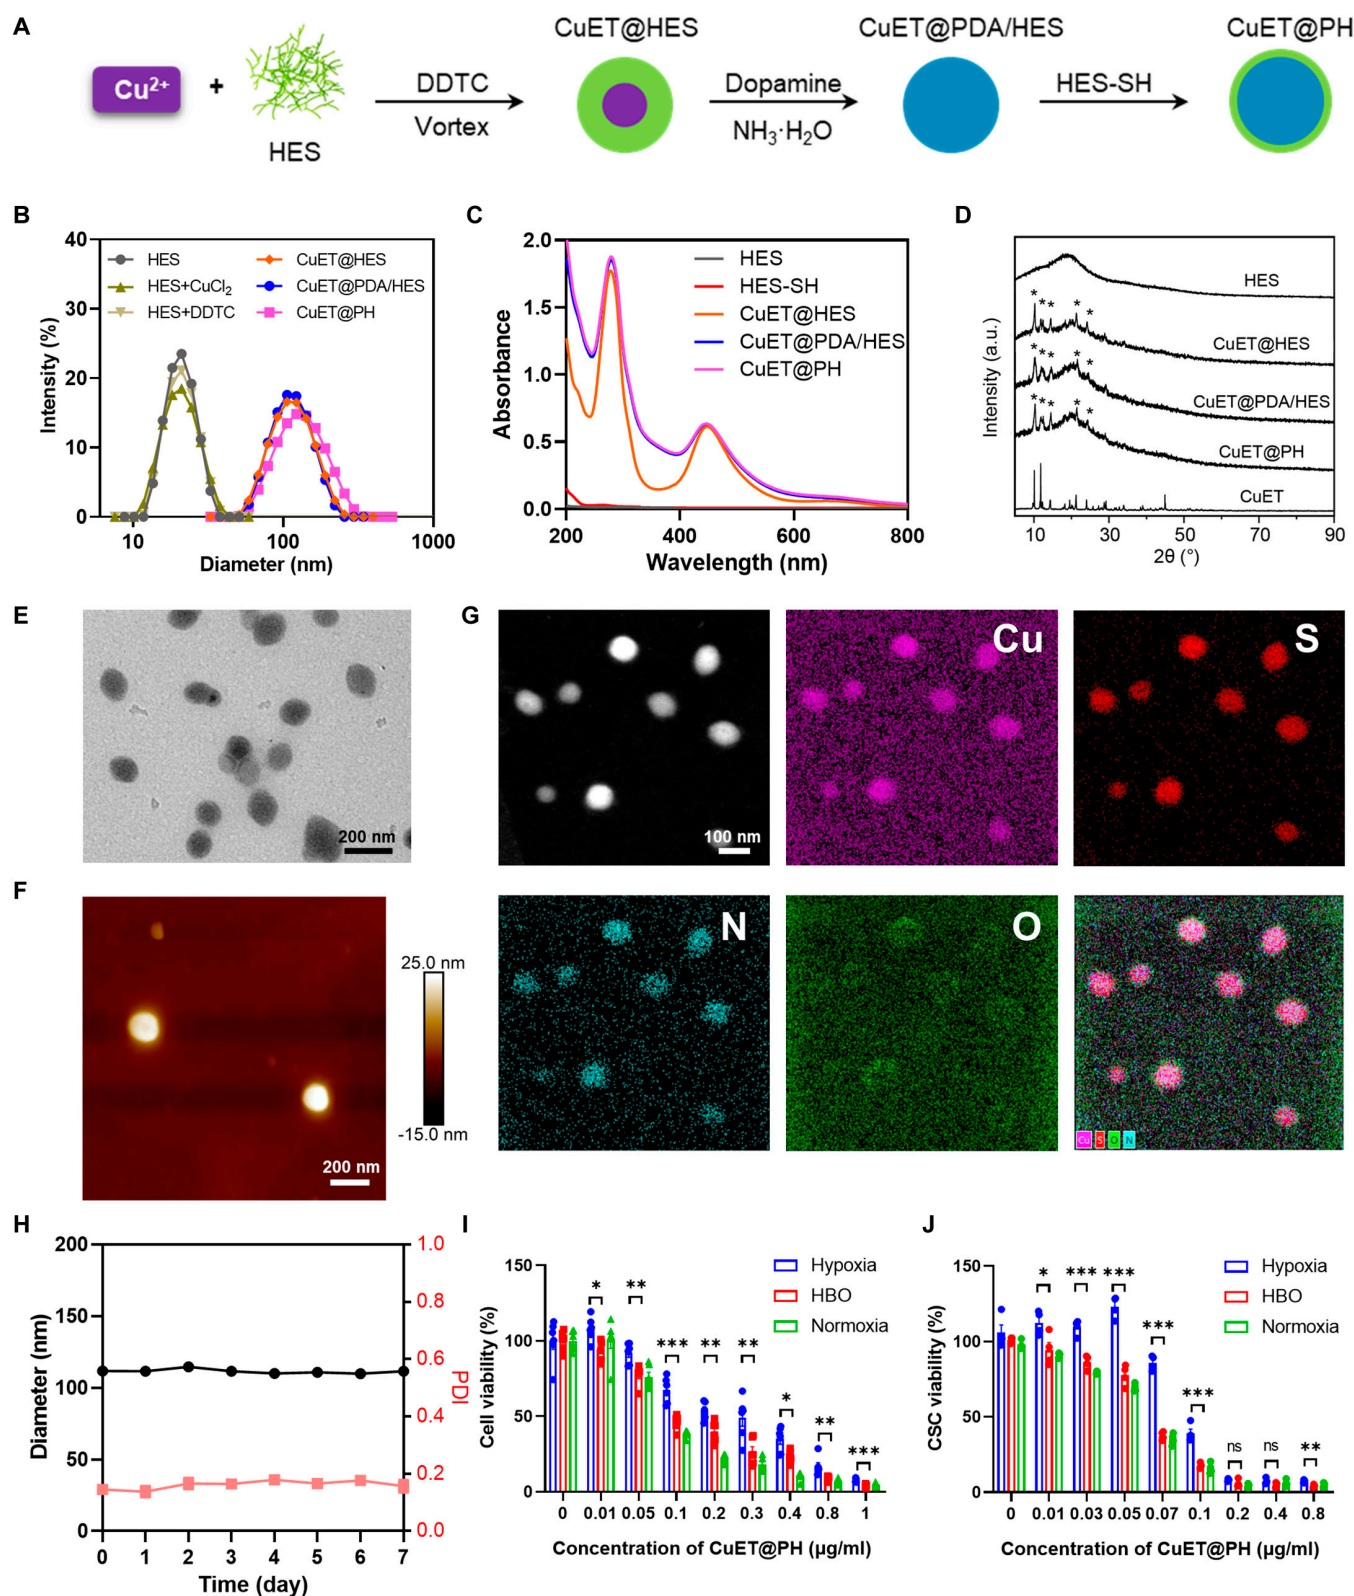 A
Cu2+
+
HES
DDTC
Vortex
CuET@HES
Dopamine
NH3·H2O
CuET@PDA/HES
HES-SH
CuET@PH
B
Intensity (%)
40
30
20
10
0
HES
HES+CuCl2
HES+DDTC
CuET@HES
CuET@PDA/HES
CuET@PH
10
100
1000
Diameter (nm)
C
Absorbance
2.0
1.5
1.0
0.5
0.0
HES
HES-SH
CuET@HES
CuET@PDA/HES
CuET@PH
200
400
600
800
Wavelength (nm)
D
Intensity (a.u.)
HES
* * * * *
CuET@HES
* * * * *
CuET@PDA/HES
* * * * *
CuET@PH
CuET
10
30
50
70
90
2θ (°)
E
200 nm
G
100 nm
Cu
S
N
O
Cu S O N
F
25.0 nm
-15.0 nm
200 nm
H
Diameter (nm)
200
150
100
50
0
1.0
0.8
0.6
0.4
0.2
0.0
PDI
0 1 2 3 4 5 6 7
Time (day)
I
Cell viability (%)
150
100
50
0
Hypoxia
HBO
Normoxia
* ** *** ** ** * ** ***
0 0.01 0.05 0.1 0.2 0.3 0.4 0.8 1
Concentration of CuET@PH (μg/ml)
J
CSC viability (%)
150
100
50
0
Hypoxia
HBO
Normoxia
* *** *** *** *** ns ns **
0 0.01 0.03 0.05 0.07 0.1 0.2 0.4 0.8
Concentration of CuET@PH (μg/ml)